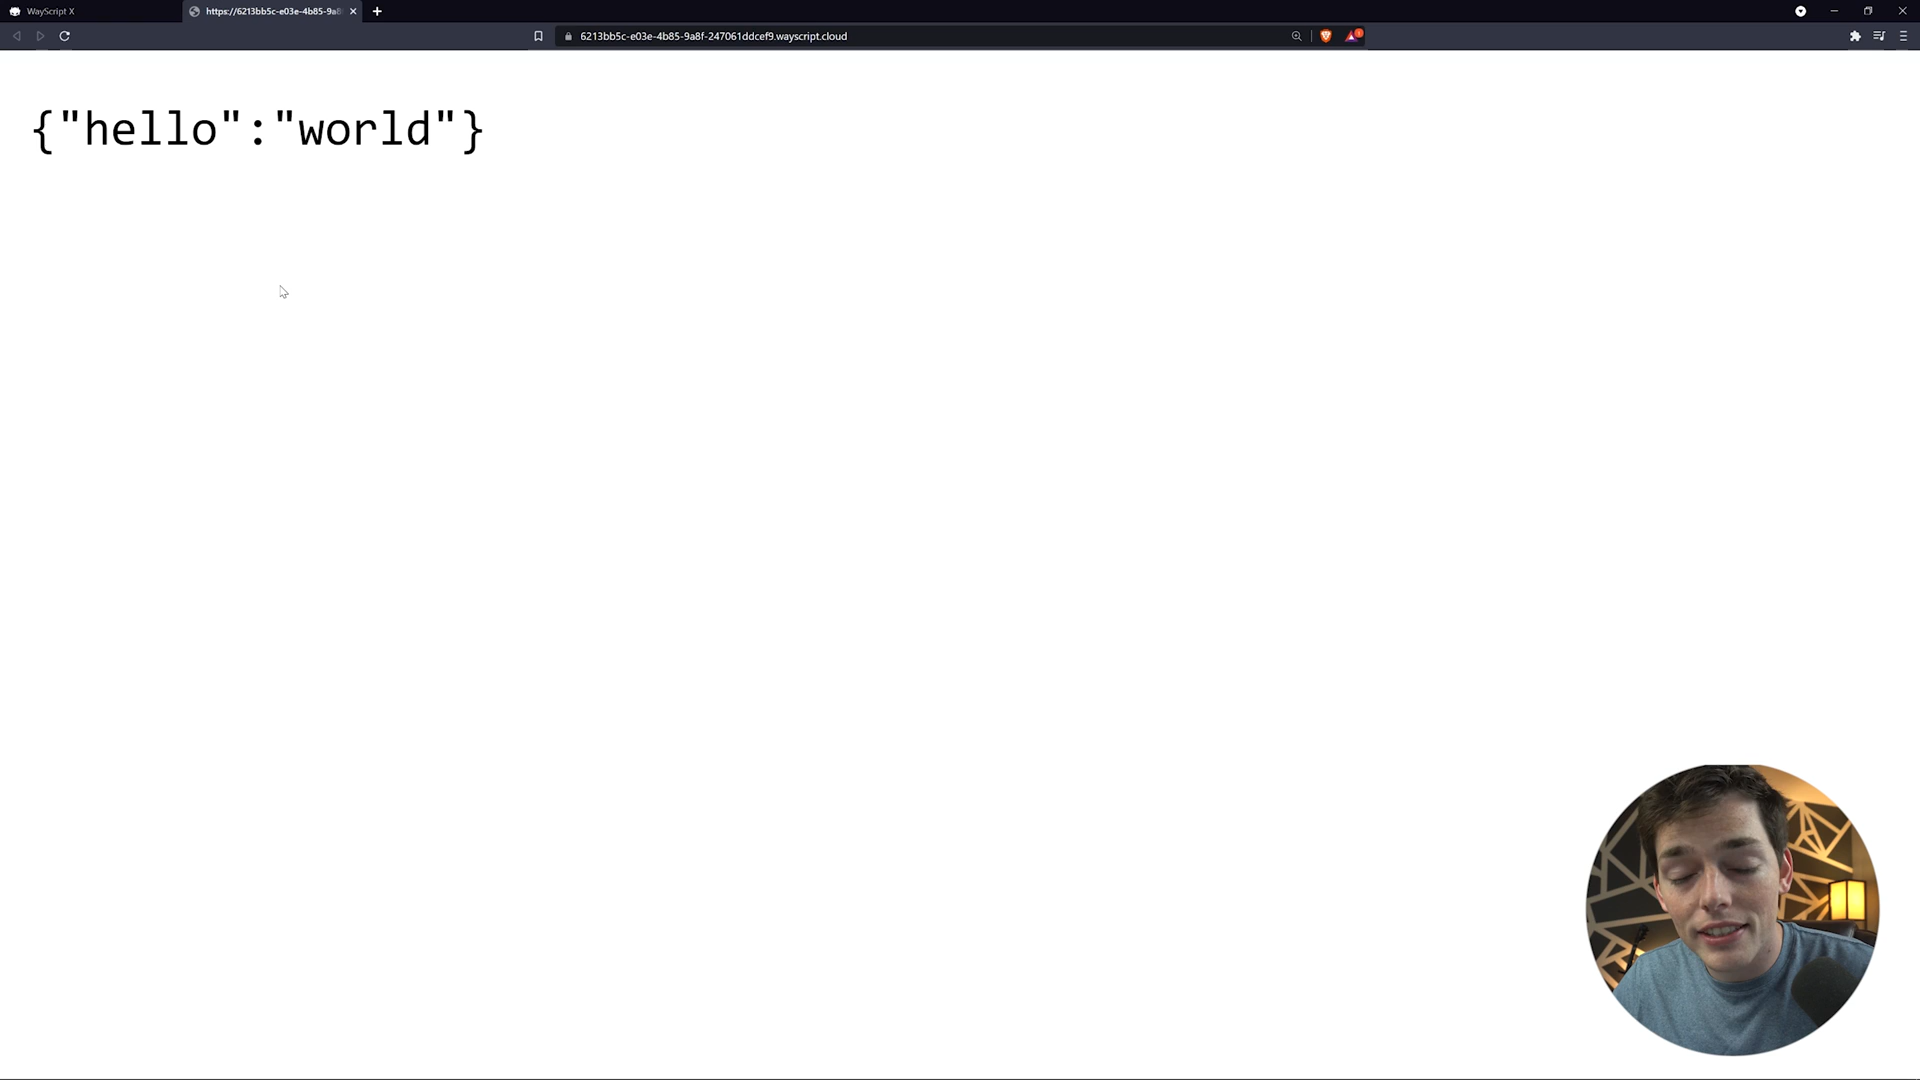 WayScript X
https://6213bb5c-e03e-4b85-9a8
6213bb5c-e03e-4b85-9a8f-247061ddcef9.wayscript.cloud
{"hello":"world"}